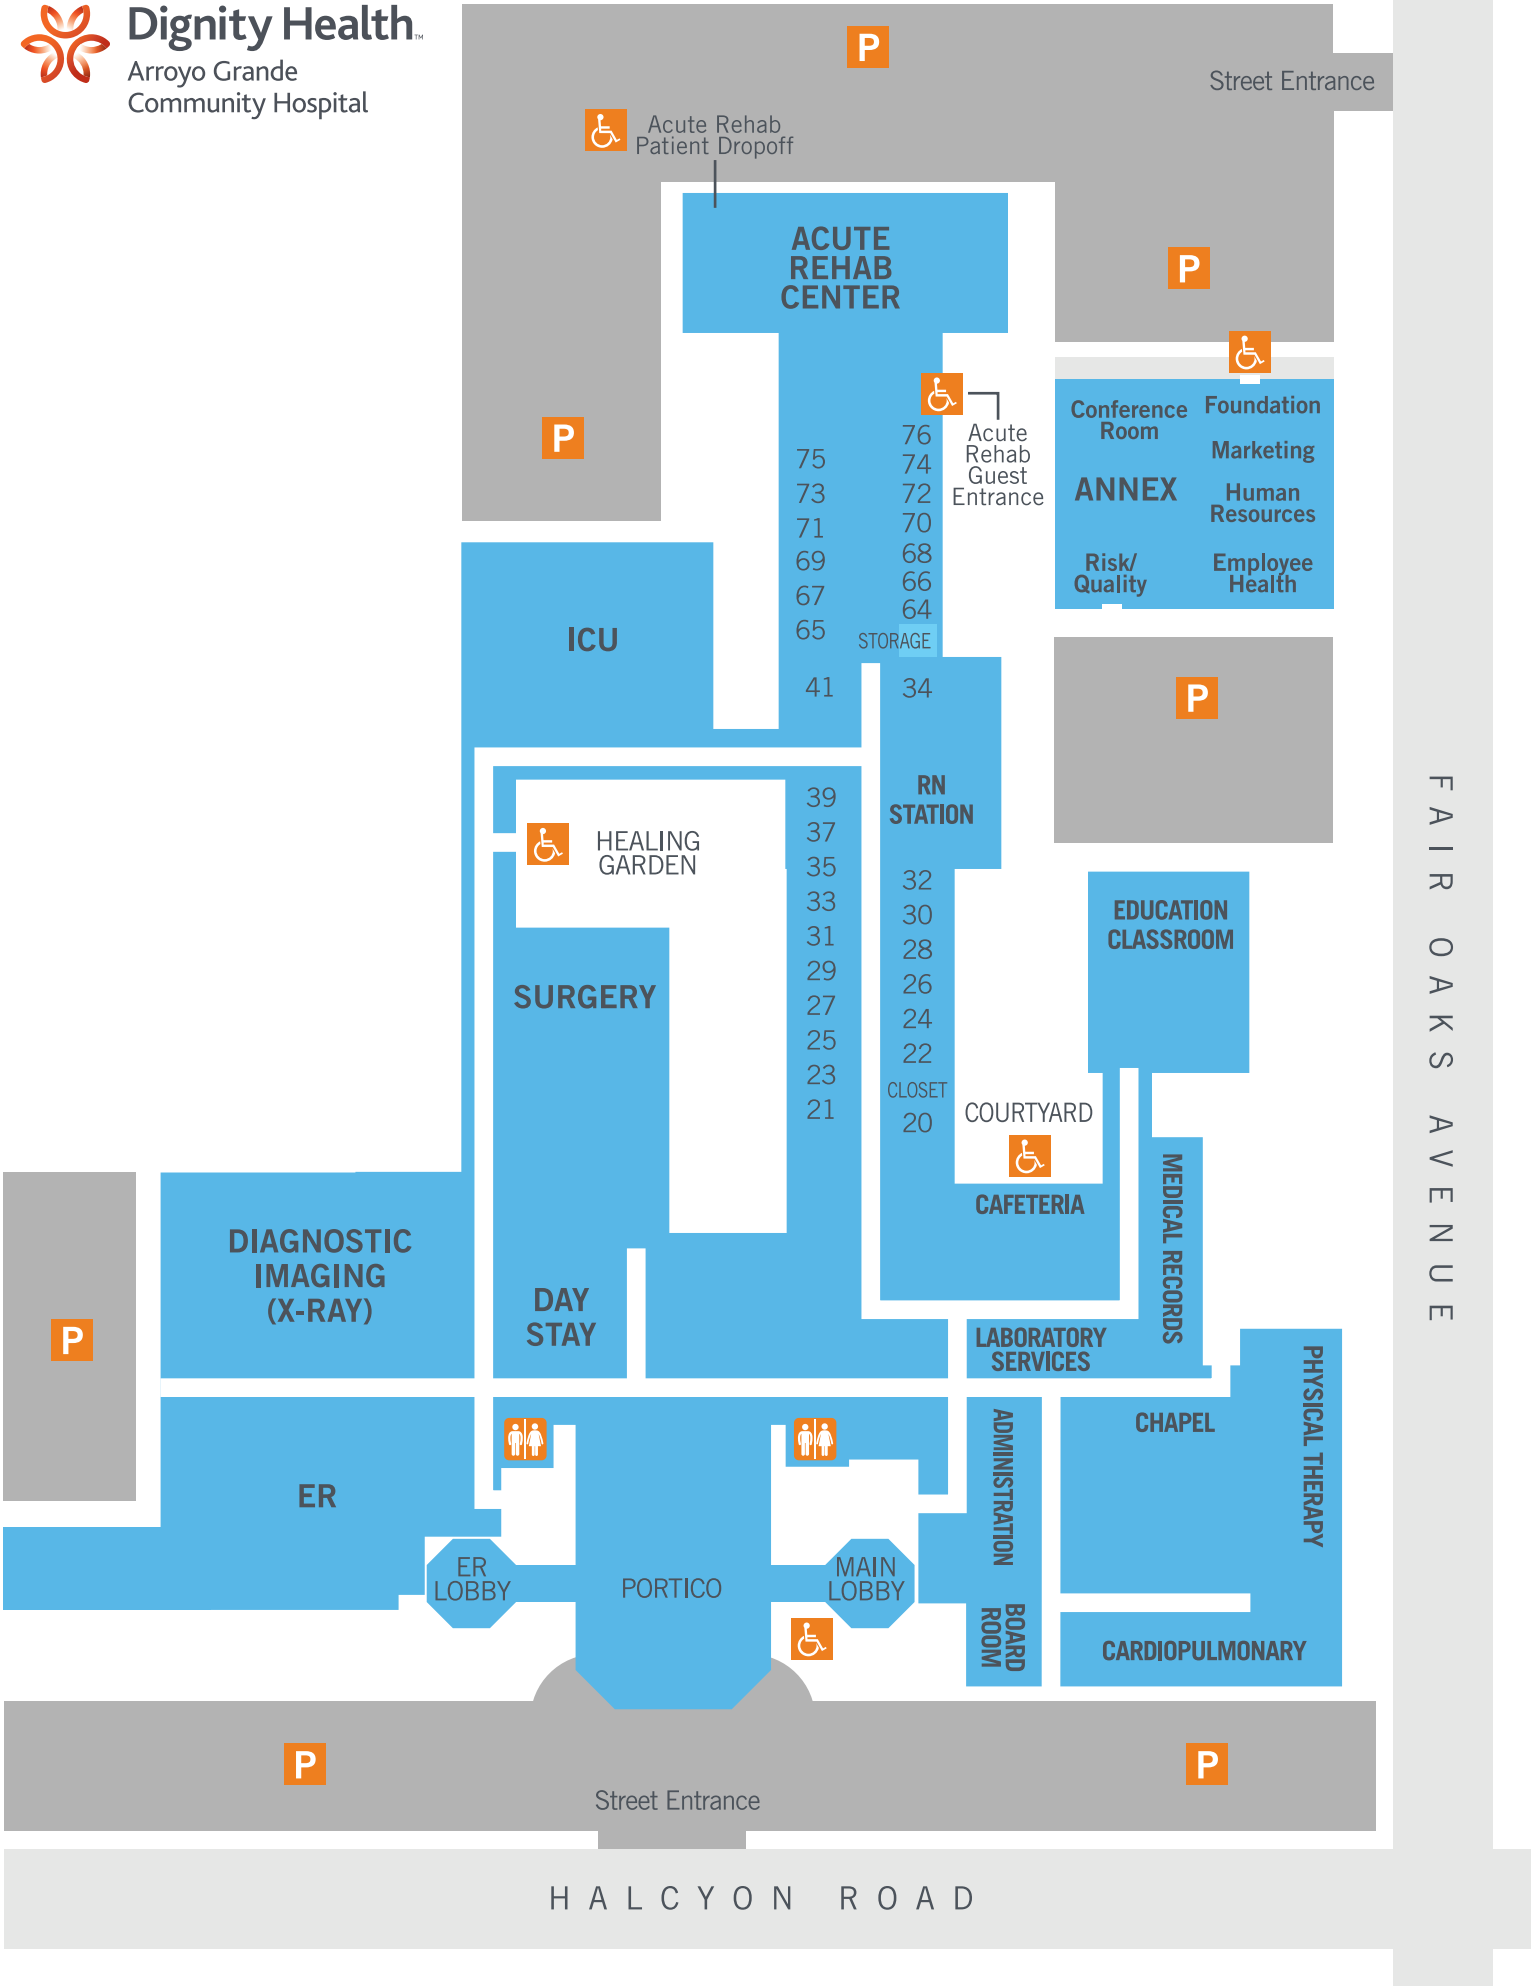 Dignity Health™
Arroyo Grande
Community Hospital
P
Street Entrance
Acute Rehab
Patient Dropoff
ACUTE
REHAB
CENTER
P
P
Acute
Rehab
Guest
Entrance
Conference
Room
Foundation
Marketing
ANNEX
Human
Resources
Risk/
Quality
Employee
Health
75
73
71
69
67
65
41
76
74
72
70
68
66
64
STORAGE
34
ICU
P
RN
STATION
HEALING
GARDEN
39
37
35
33
31
29
27
25
23
21
32
30
28
26
24
22
CLOSET
20
EDUCATION
CLASSROOM
FAIR OAKS AVENUE
SURGERY
COURTYARD
CAFETERIA
MEDICAL RECORDS
DIAGNOSTIC
IMAGING
(X-RAY)
DAY
STAY
P
LABORATORY
SERVICES
PHYSICAL THERAPY
CHAPEL
ADMINISTRATION
ER
ER
LOBBY
PORTICO
MAIN
LOBBY
BOARD
ROOM
CARDIOPULMONARY
P
P
Street Entrance
HALCYON ROAD